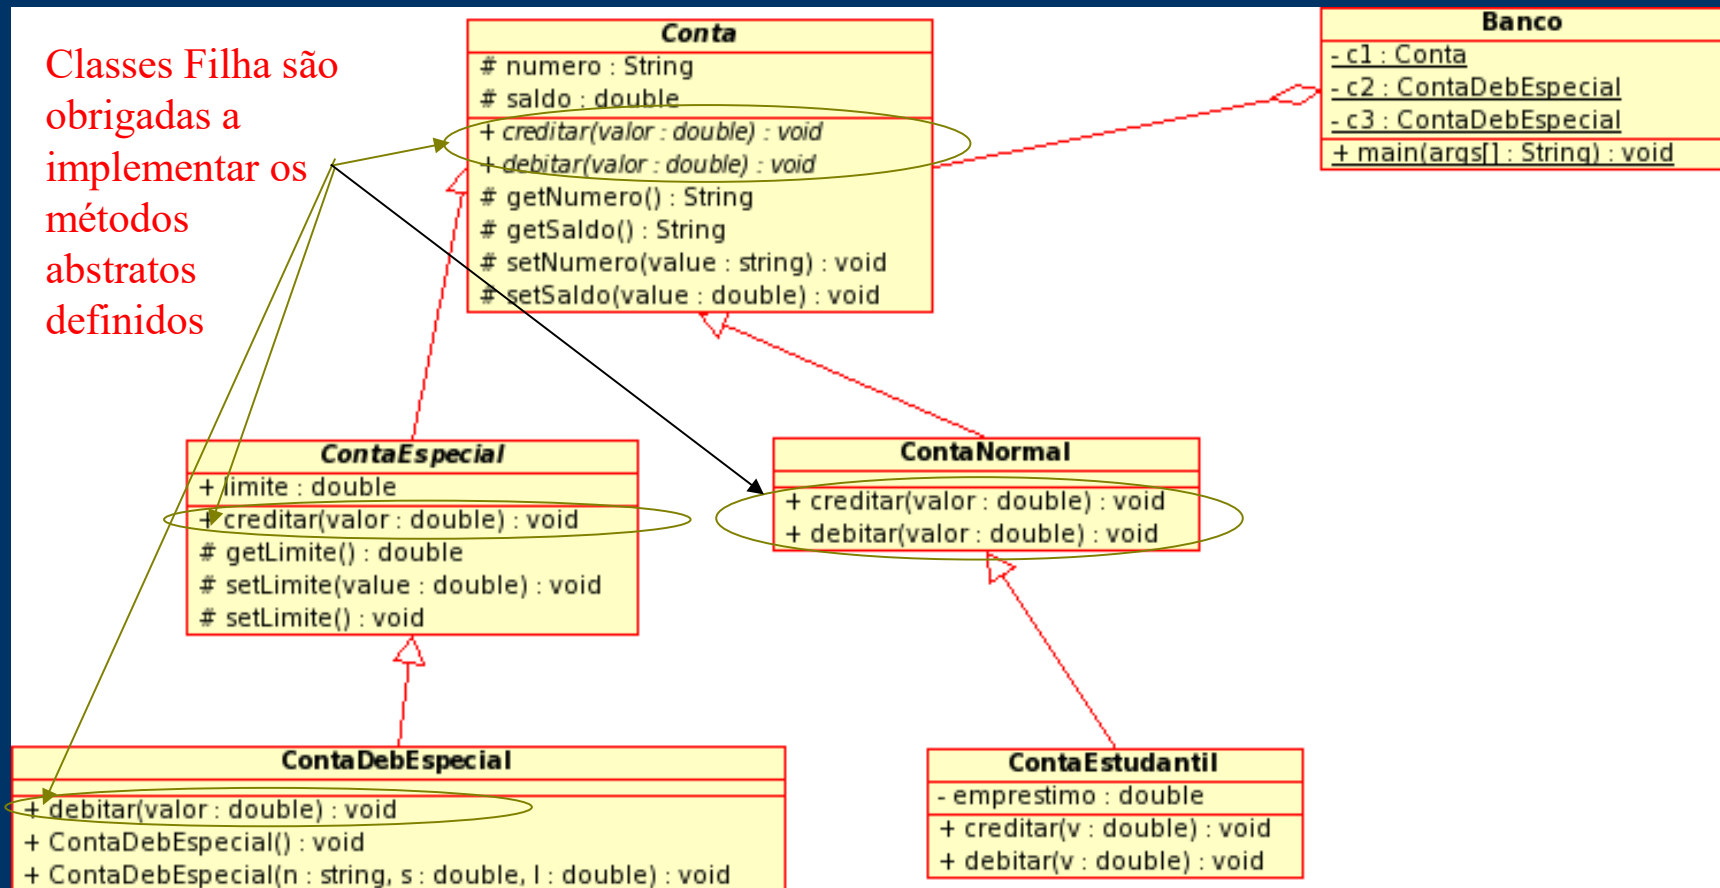 Classes Filha são
obrigadas a
implementar os
métodos
abstratos
definidos
Conta
# numero : String
# saldo : double
+ creditar(valor : double) : void
+ debitar(valor : double) : void
# getNumero() : String
# getSaldo() : String
# setNumero(value : string) : void
# setSaldo(value : double) : void
Banco
- c1 : Conta
- c2 : ContaDebEspecial
- c3 : ContaDebEspecial
+ main(args[] : String) : void
ContaEspecial
+ limite : double
+ creditar(valor : double) : void
# getLimite() : double
# setLimite(value : double) : void
# setLimite() : void
ContaNormal
+ creditar(valor : double) : void
+ debitar(valor : double) : void
ContaDebEspecial
+ debitar(valor : double) : void
+ ContaDebEspecial() : void
+ ContaDebEspecial(n : string, s : double, l : double) : void
ContaEstudantil
- emprestimo : double
+ creditar(v : double) : void
+ debitar(v : double) : void